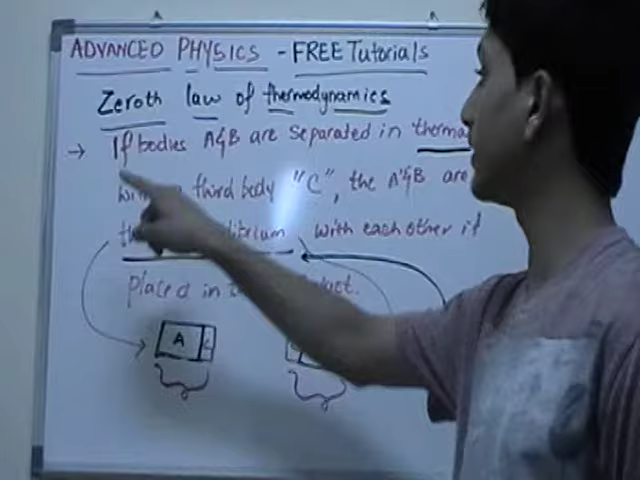 ADVANCED PHYSICS - FREE Tutorials
Zeroth law of thermodynamics
→ If bodies A & B are separated in therma
third body "C", the A & B are
with each other if
placed in
A